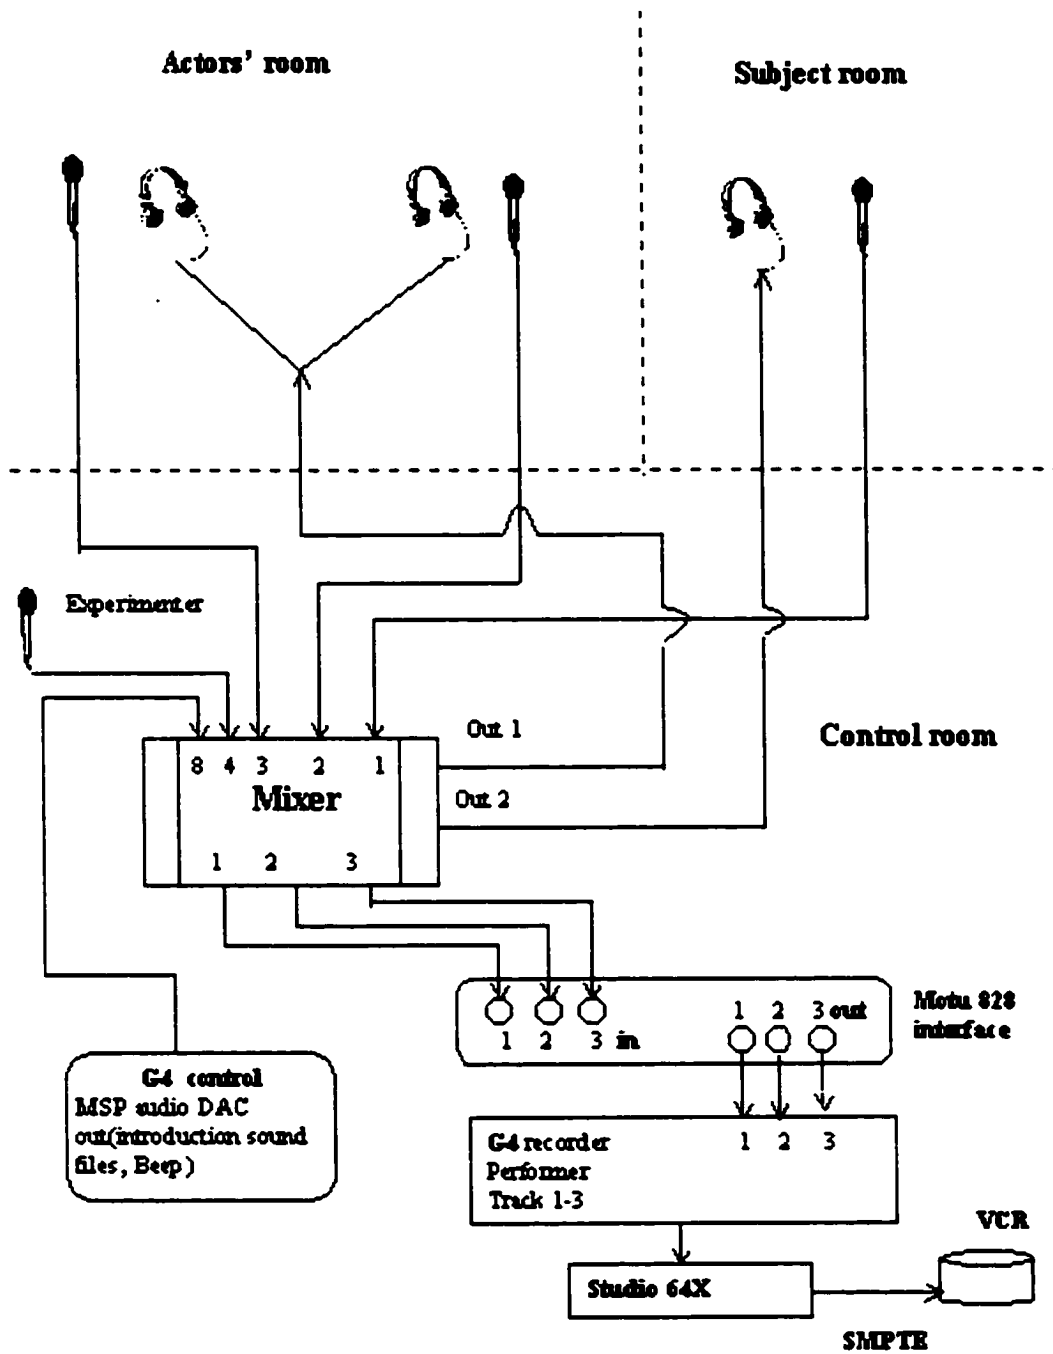 Actors' room
Subject room
Experimenter
Out 1
Control room
8 4 3 2 1
Mixer
Out 2
1 2 3
Motu 828
interface
1 2 3 out
1 2 3 in
G4 control
MSP audio DAC
out(introduction sound
files, Beep)
1 2 3
G4 recorder
Performer
Track 1-3
VCR
Studio 64X
SMPTE